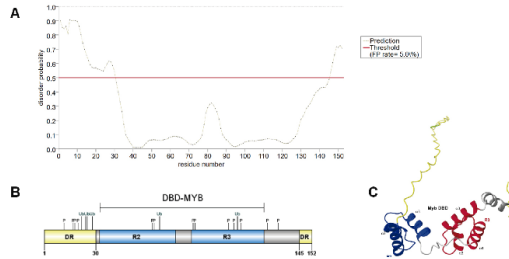 A
1.0
0.9
0.8
0.7
0.6
0.5
0.4
0.3
0.2
0.1
0.0
disorder probability
Prediction
Threshold
(FP rate= 5.0%)
0 10 20 30 40 50 60 70 80 90 100 110 120 130 140 150
residue number
B
DBD-MYB
DR R2 R3 DR
1 30 145 152
C
Myb DBD